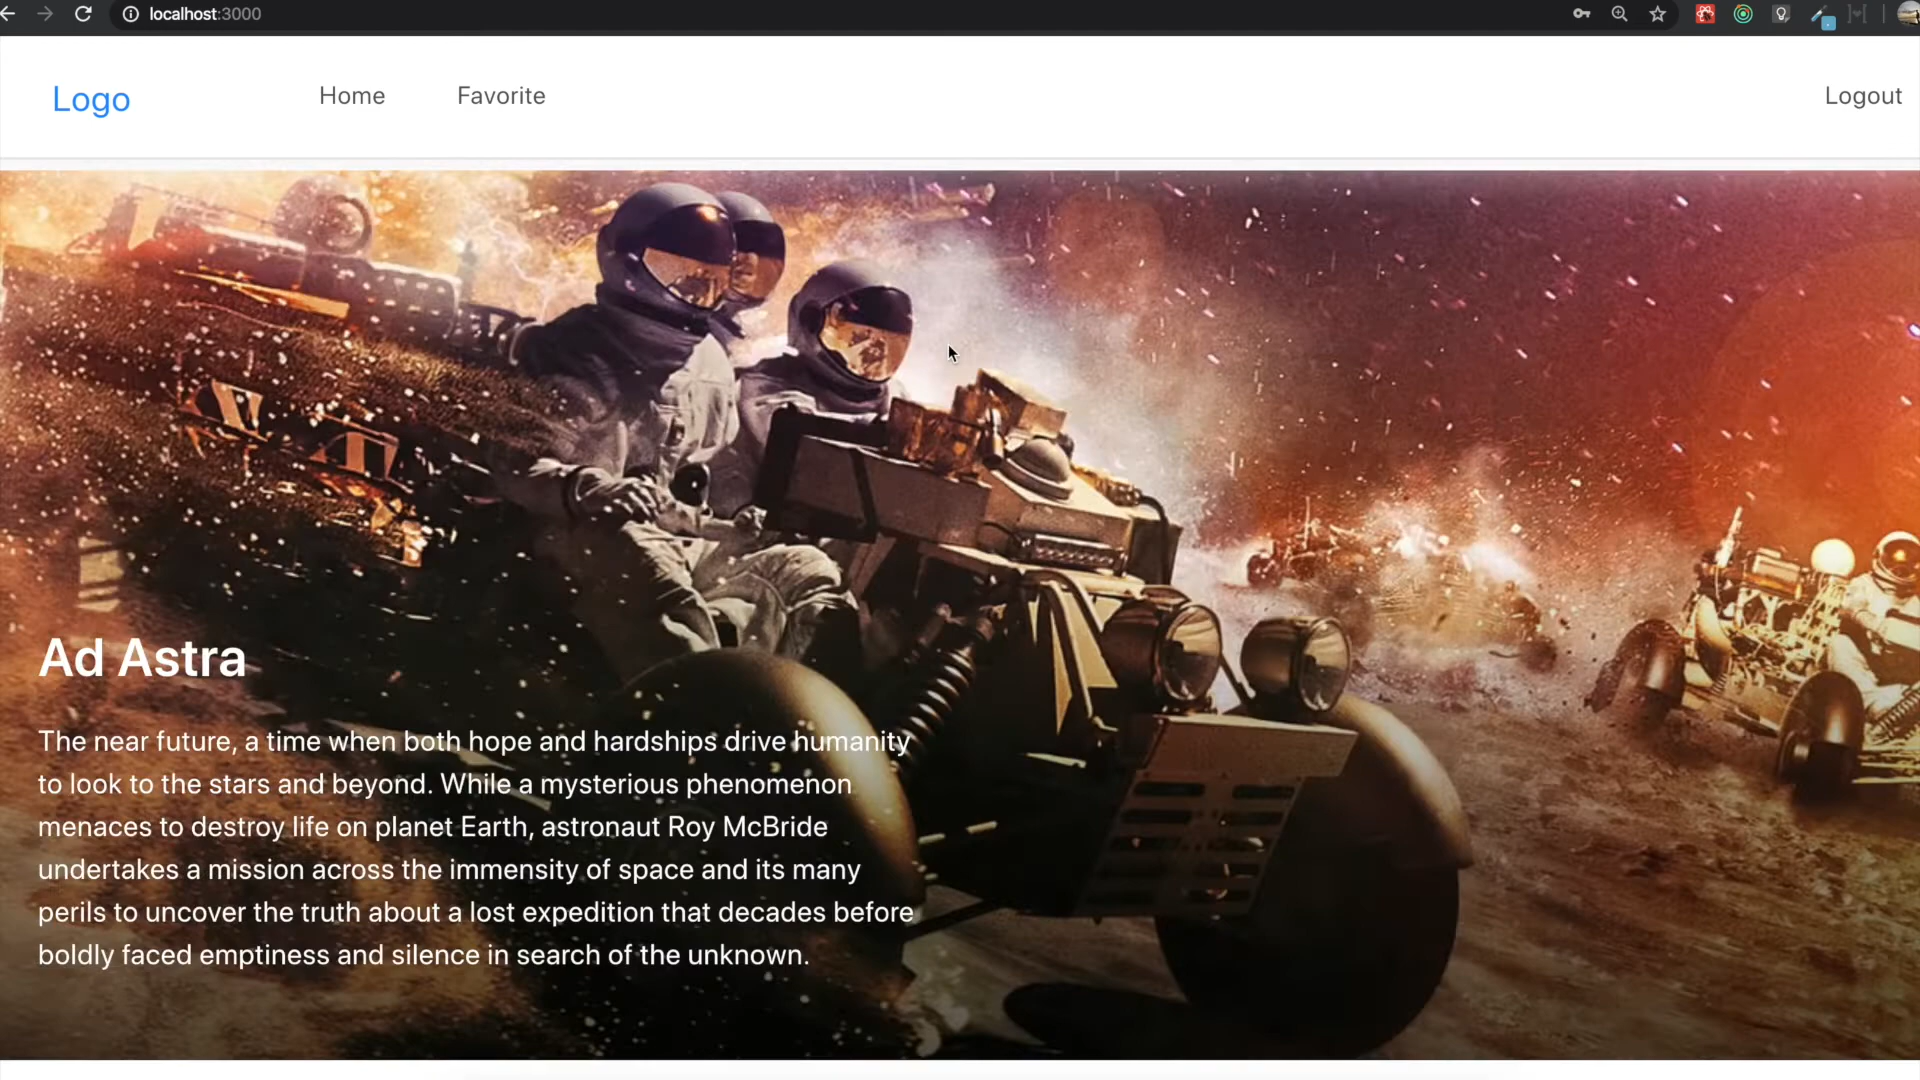 localhost:3000
Logo Home Favorite Logout
Ad Astra
The near future, a time when both hope and hardships drive humanity
to look to the stars and beyond. While a mysterious phenomenon
menaces to destroy life on planet Earth, astronaut Roy McBride
undertakes a mission across the immensity of space and its many
perils to uncover the truth about a lost expedition that decades before
boldly faced emptiness and silence in search of the unknown.